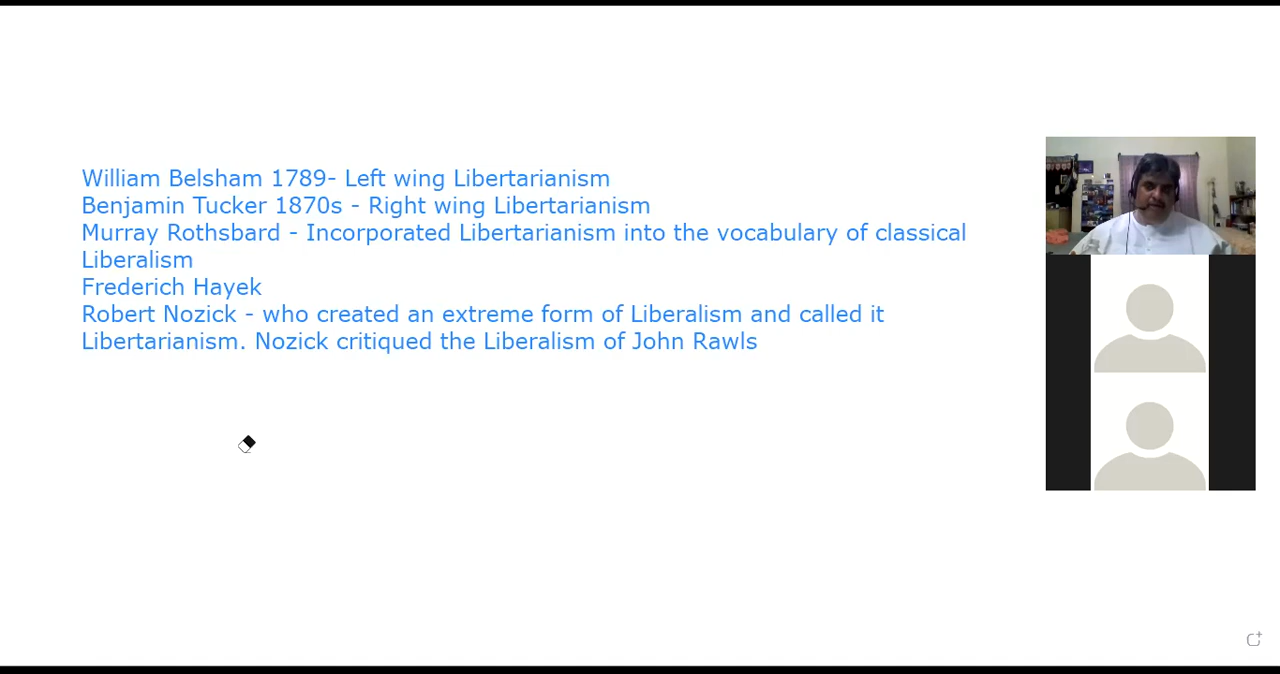 William Belsham 1789- Left wing Libertarianism
Benjamin Tucker 1870s - Right wing Libertarianism
Murray Rothsbard - Incorporated Libertarianism into the vocabulary of classical
Liberalism
Frederich Hayek
Robert Nozick - who created an extreme form of Liberalism and called it
Libertarianism. Nozick critiqued the Liberalism of John Rawls